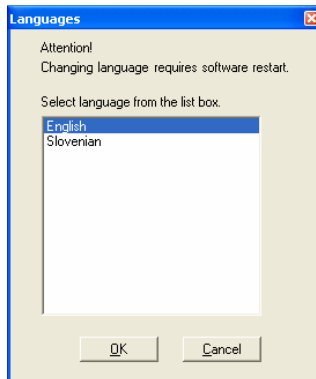 Languages
Attention!
Changing language requires software restart.
Select language from the list box.
English
Slovenian
OK
Cancel